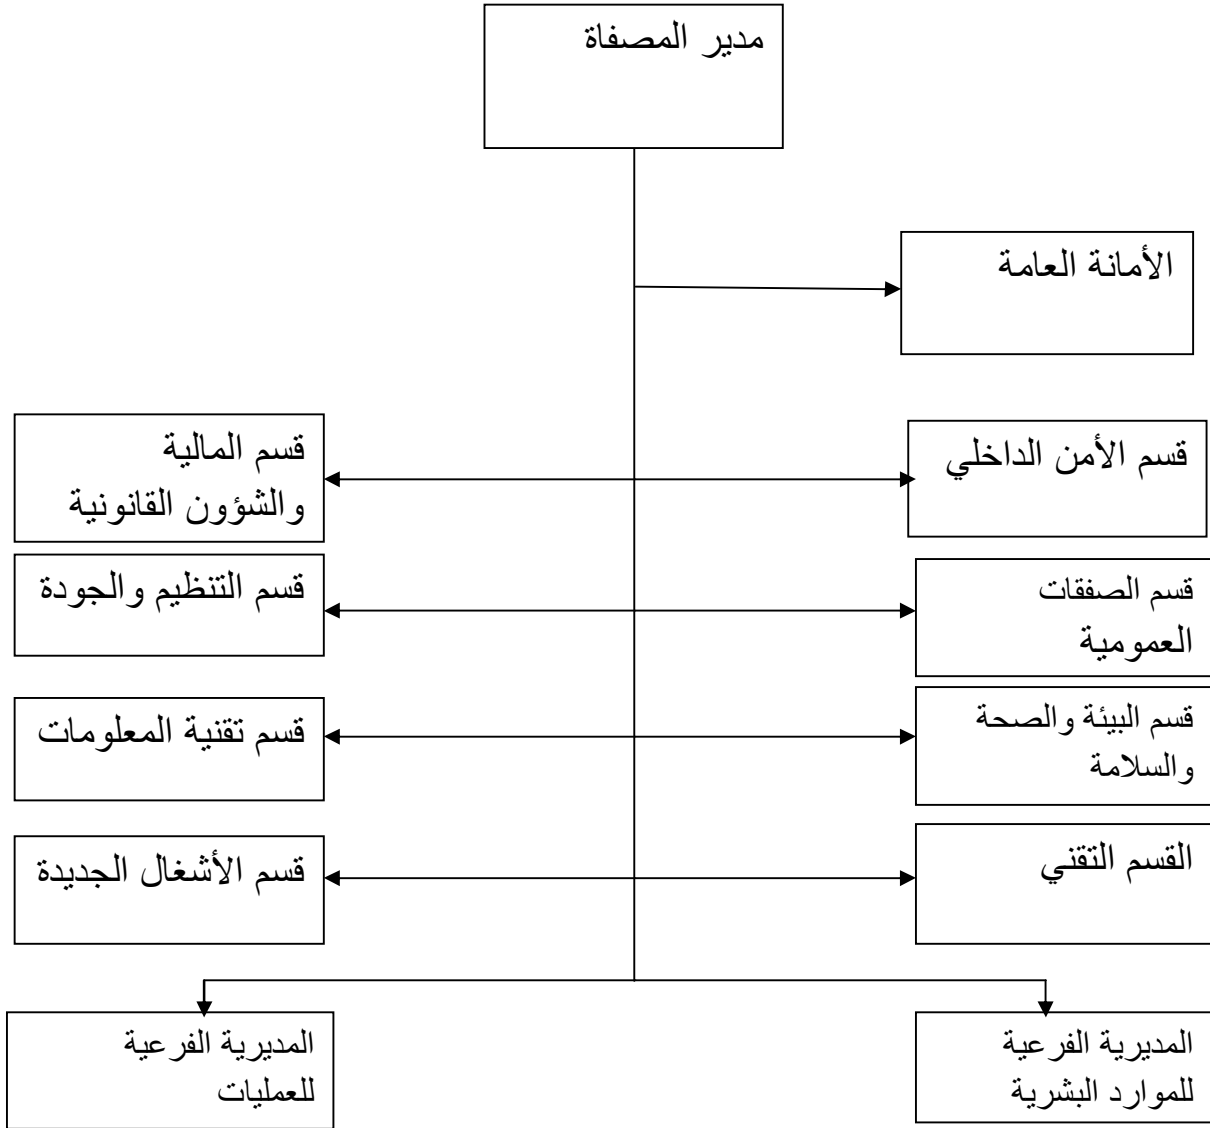 مدير المصفاة
الأمانة العامة
قسم الأمن الداخلي
قسم المالية
والشؤون القانونية
قسم الصفقات
العمومية
قسم التنظيم والجودة
قسم البيئة والصحة
والسلامة
قسم تقنية المعلومات
القسم التقني
قسم الأشغال الجديدة
المديرية الفرعية
للموارد البشرية
المديرية الفرعية
للعمليات